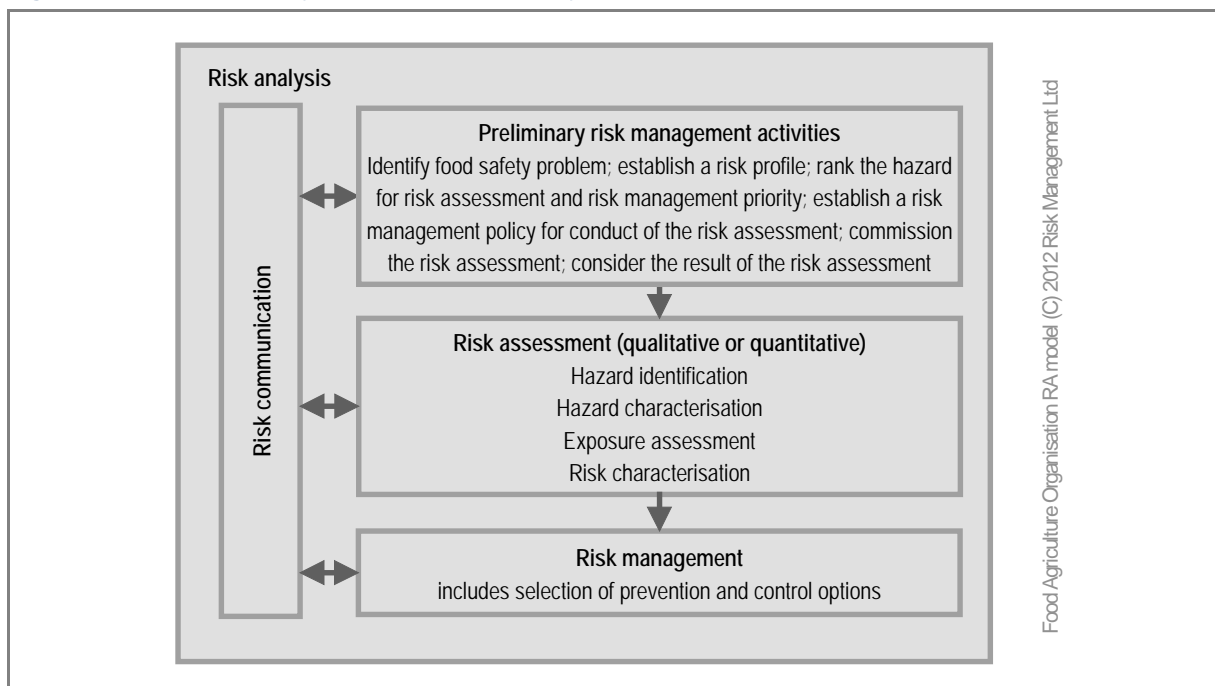 Risk analysis
Risk communication
Preliminary risk management activities
Identify food safety problem; establish a risk profile; rank the hazard
for risk assessment and risk management priority; establish a risk
management policy for conduct of the risk assessment; commission
the risk assessment; consider the result of the risk assessment
Risk assessment (qualitative or quantitative)
Hazard identification
Hazard characterisation
Exposure assessment
Risk characterisation
Risk management
includes selection of prevention and control options
Food Agriculture Organisation RA model (C) 2012 Risk Management Ltd